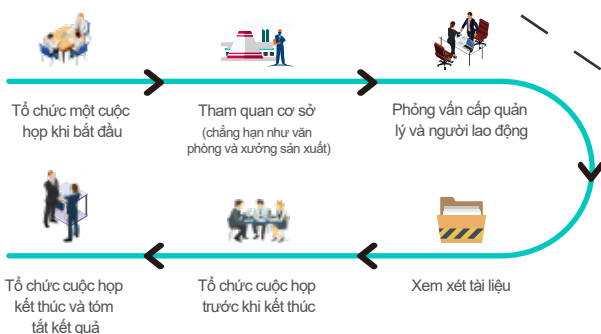 Tổ chức một cuộc
họp khi bắt đầu
Tham quan cơ sở
(chẳng hạn như văn
phòng và xưởng sản xuất)
Phỏng vấn cấp quản
lý và người lao động
Xem xét tài liệu
Tổ chức cuộc họp
trước khi kết thúc
Tổ chức cuộc họp
kết thúc và tóm
tắt kết quả